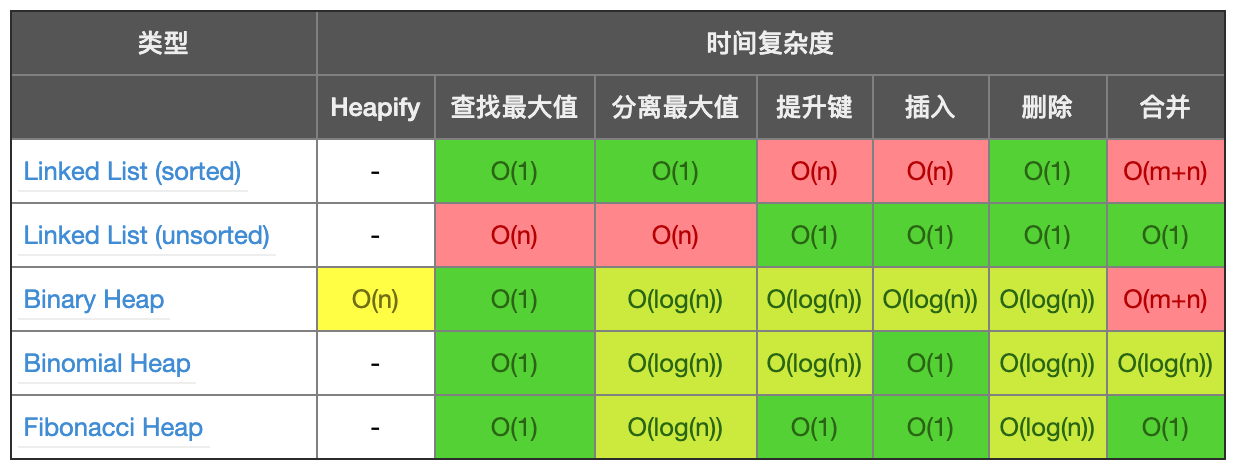 类型 时间复杂度
Heapify 查找最大值 分离最大值 提升键 插入 删除 合并
Linked List (sorted) - O(1) O(1) O(n) O(n) O(1) O(m+n)
Linked List (unsorted) - O(n) O(n) O(1) O(1) O(1) O(1)
Binary Heap O(n) O(1) O(log(n)) O(log(n)) O(log(n)) O(log(n)) O(m+n)
Binomial Heap - O(1) O(log(n)) O(log(n)) O(1) O(log(n)) O(log(n))
Fibonacci Heap - O(1) O(log(n)) O(1) O(1) O(log(n)) O(1)